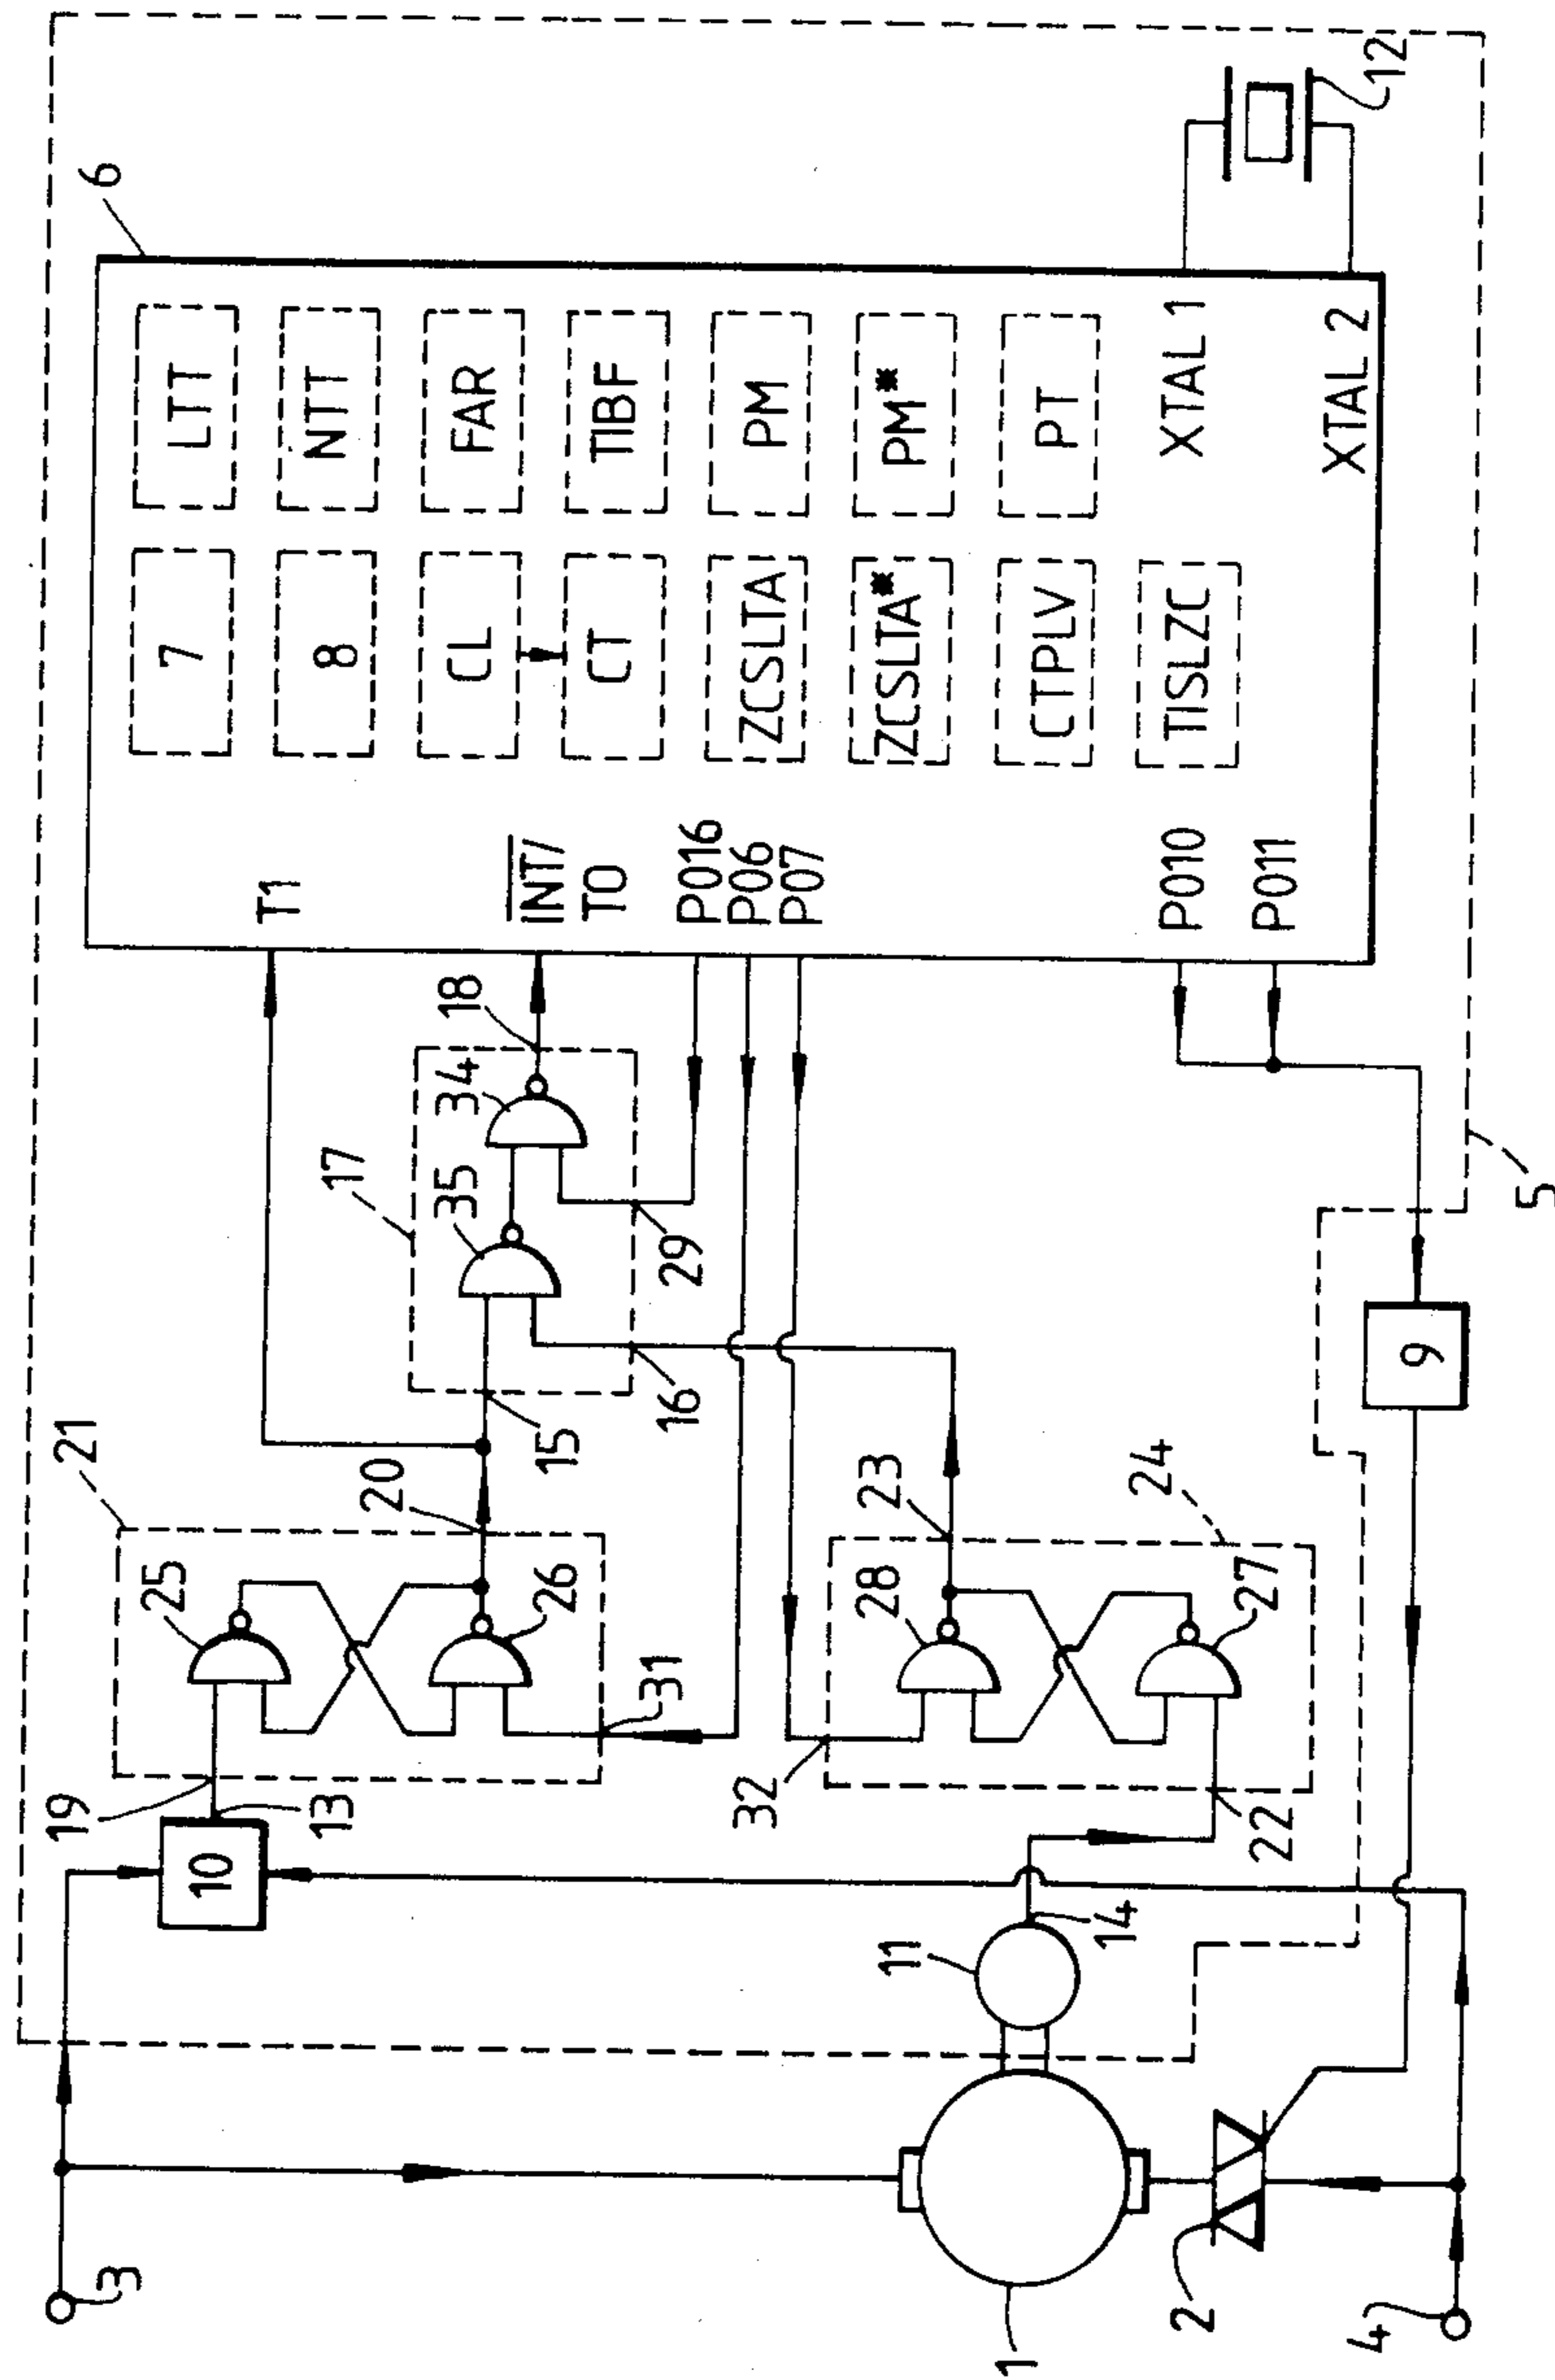 3
4
1
2
10
13
19
11
14
21
25
26
20
31
32
22
28
27
23
24
15
16
17
35
34
18
29
9
5
6
12
T1
INT/
TO
P016
P06
P07
P010
P011
7
LTT
8
NTT
CL
FAR
CT
TIBF
ZCSLTA
PM
ZCSLTA*
PM*
CTPLV
PT
TISLZC
XTAL 1
XTAL 2